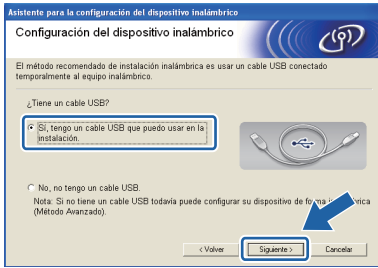 Asistente para la configuración del dispositivo inalámbrico
Configuración del dispositivo inalámbrico
El método recomendado de instalación inalámbrica es usar un cable USB conectado
temporalmente al equipo inalámbrico.
¿Tiene un cable USB?
Sí, tengo un cable USB que puedo usar en la
instalación.
No, no tengo un cable USB.
Nota: Si no tiene un cable USB todavía puede configurar su dispositivo de forma
(Método Avanzado).
< Volver
Siguiente >
Cancelar